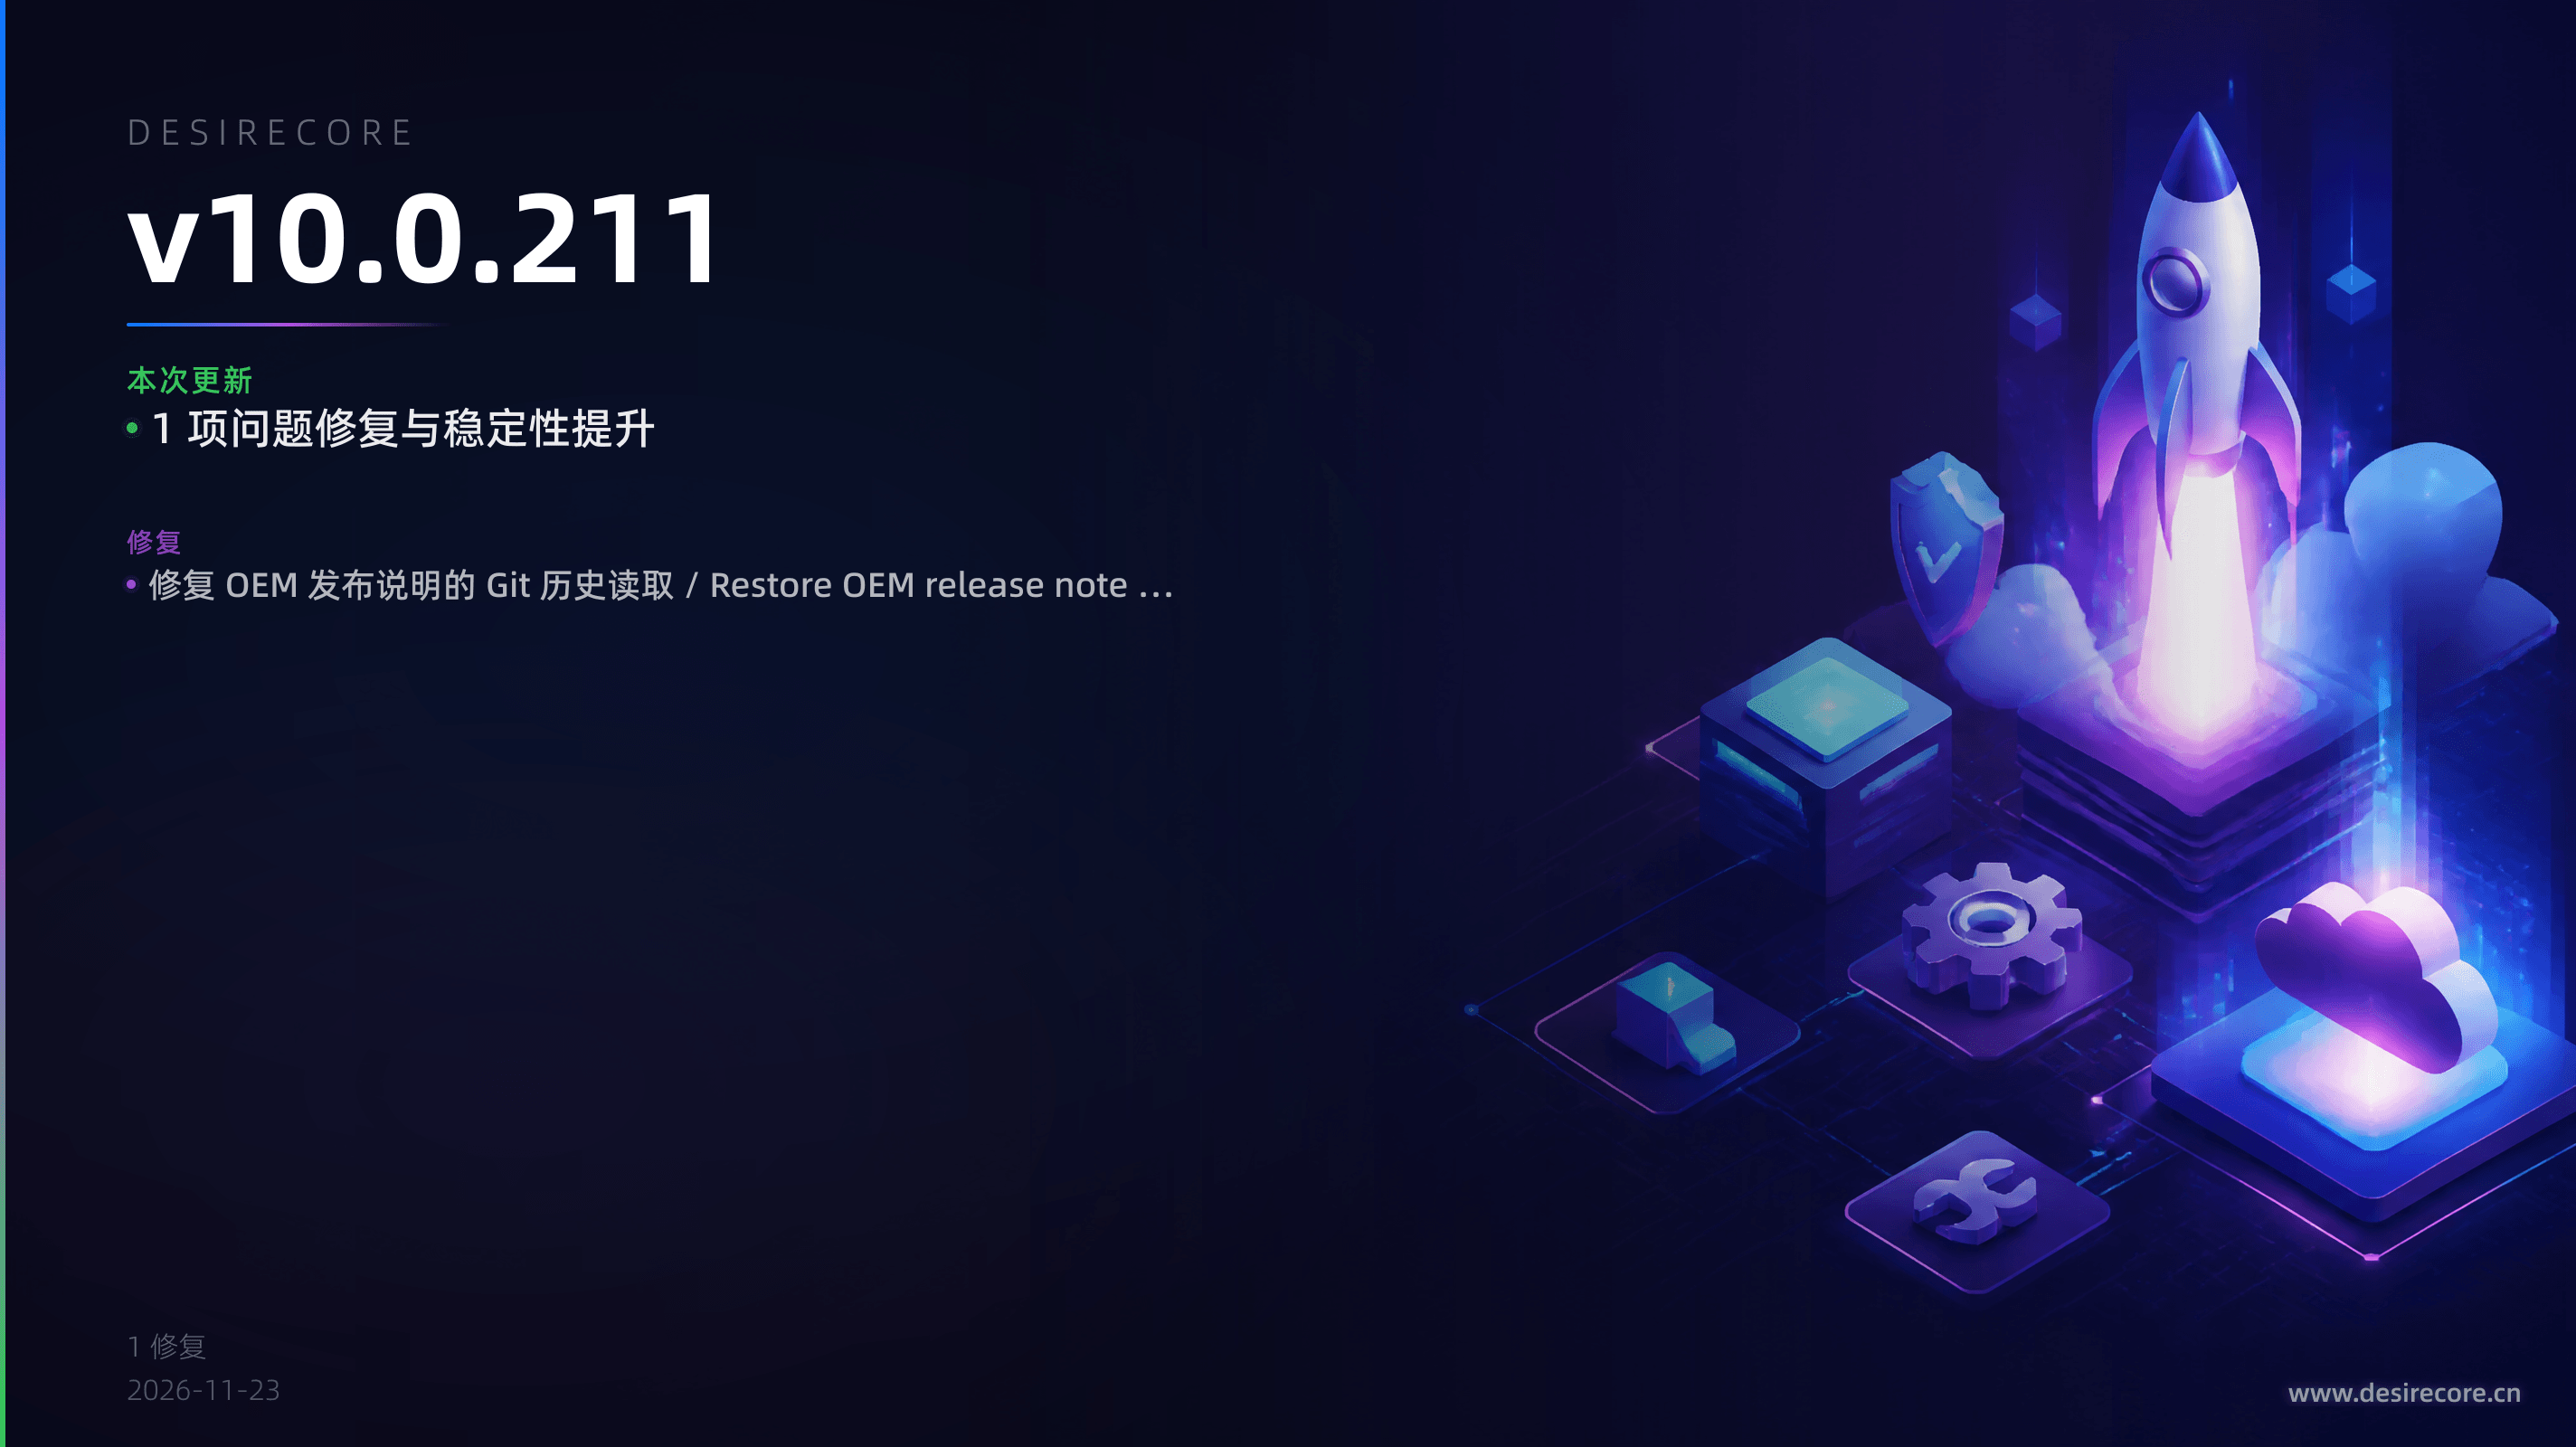 DESIRECORE
v10.0.211
本次更新
• 1 项问题修复与稳定性提升
修复
• 修复 OEM 发布说明的 Git 历史读取 / Restore OEM release note ...
1 修复
2026-11-23
www.desirecore.cn